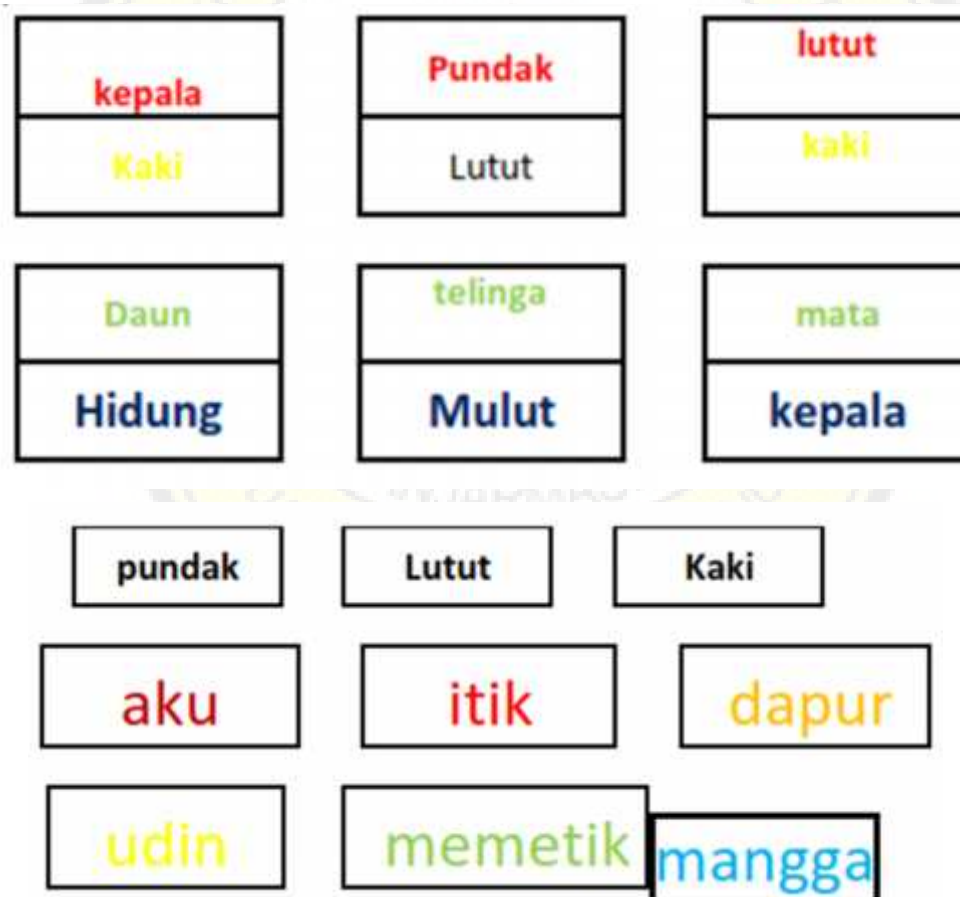 kepala Pundak lutut
Kaki Lutut kaki
Daun telinga mata
Hidung Mulut kepala
pundak Lutut Kaki
aku itik dapur
udin memetik mangga